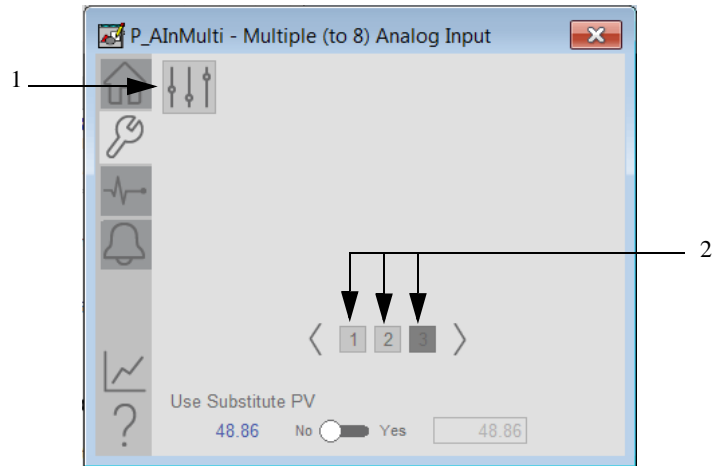 P_AInMulti - Multiple (to 8) Analog Input
1
2
1 2 3
Use Substitute PV
48.86 No Yes 48.86
?